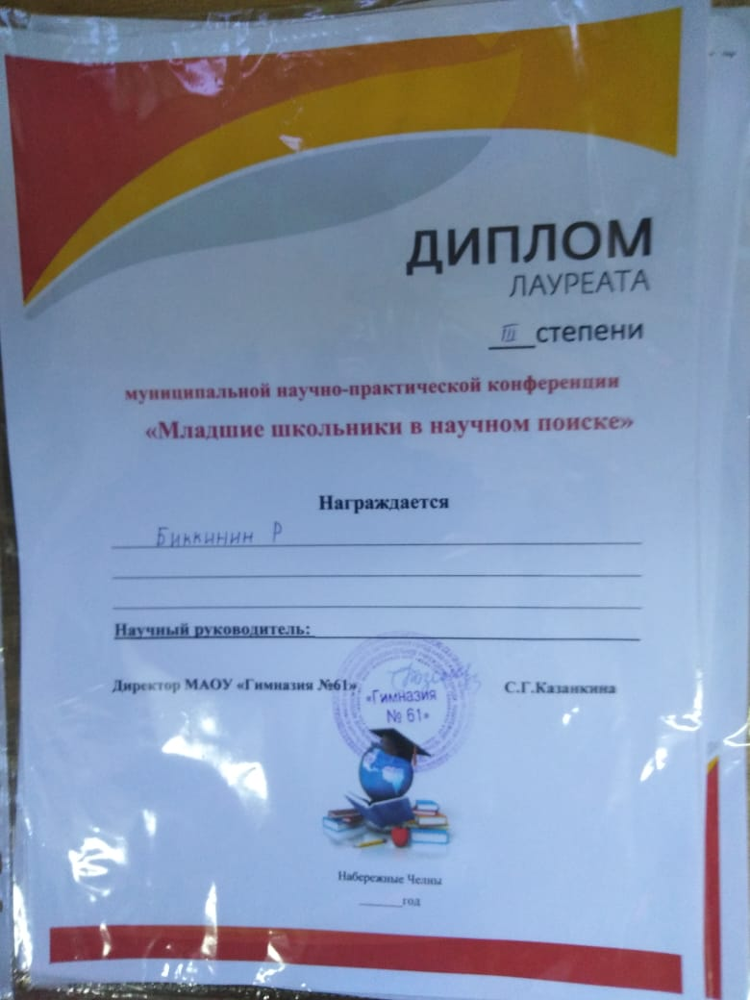 ДИПЛОМ
ЛАУРЕАТА
III степени
муниципальной научно-практической конференции
«Младшие школьники в научном поиске»
Награждается
Биккинин Р
Научный руководитель:
Директор МАОУ «Гимназия №61» С.Г.Казанкина
«Гимназия
№ 61»
Набережные Челны
______год